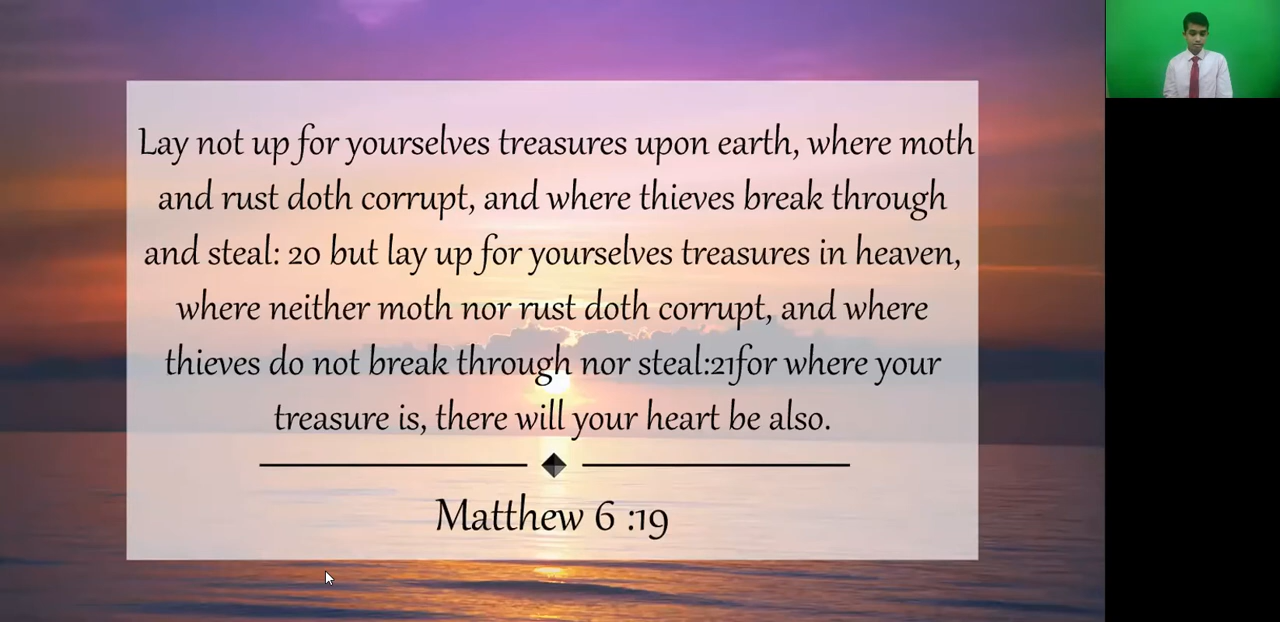 Lay not up for yourselves treasures upon earth, where moth
and rust doth corrupt, and where thieves break through
and steal: 20 but lay up for yourselves treasures in heaven,
where neither moth nor rust doth corrupt, and where
thieves do not break through nor steal:21for where your
treasure is, there will your heart be also.
Matthew 6 :19